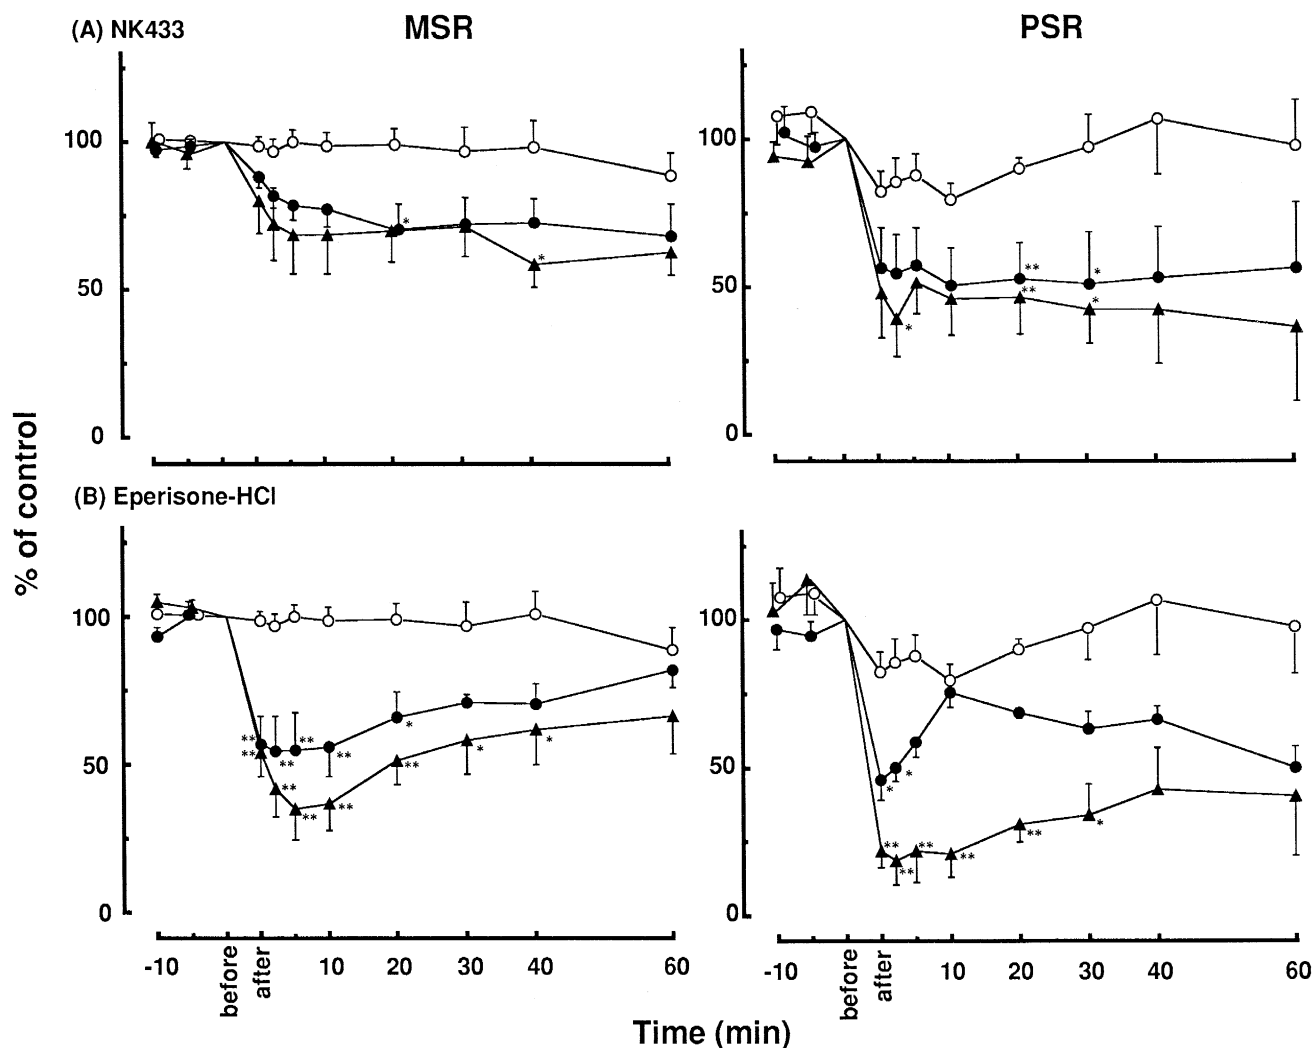 (A) NK433 MSR PSR
100 100
* *
** *
** *
*
*
50 50
0 0
% of control
(B) Eperisone-HCl
100 100
** ** *
** ** ** *
** ** * *
** **
50 50
* *
** ** ** *
** **
0 0
-10 before after 10 20 30 40 60 -10 before after 10 20 30 40 60
Time (min)